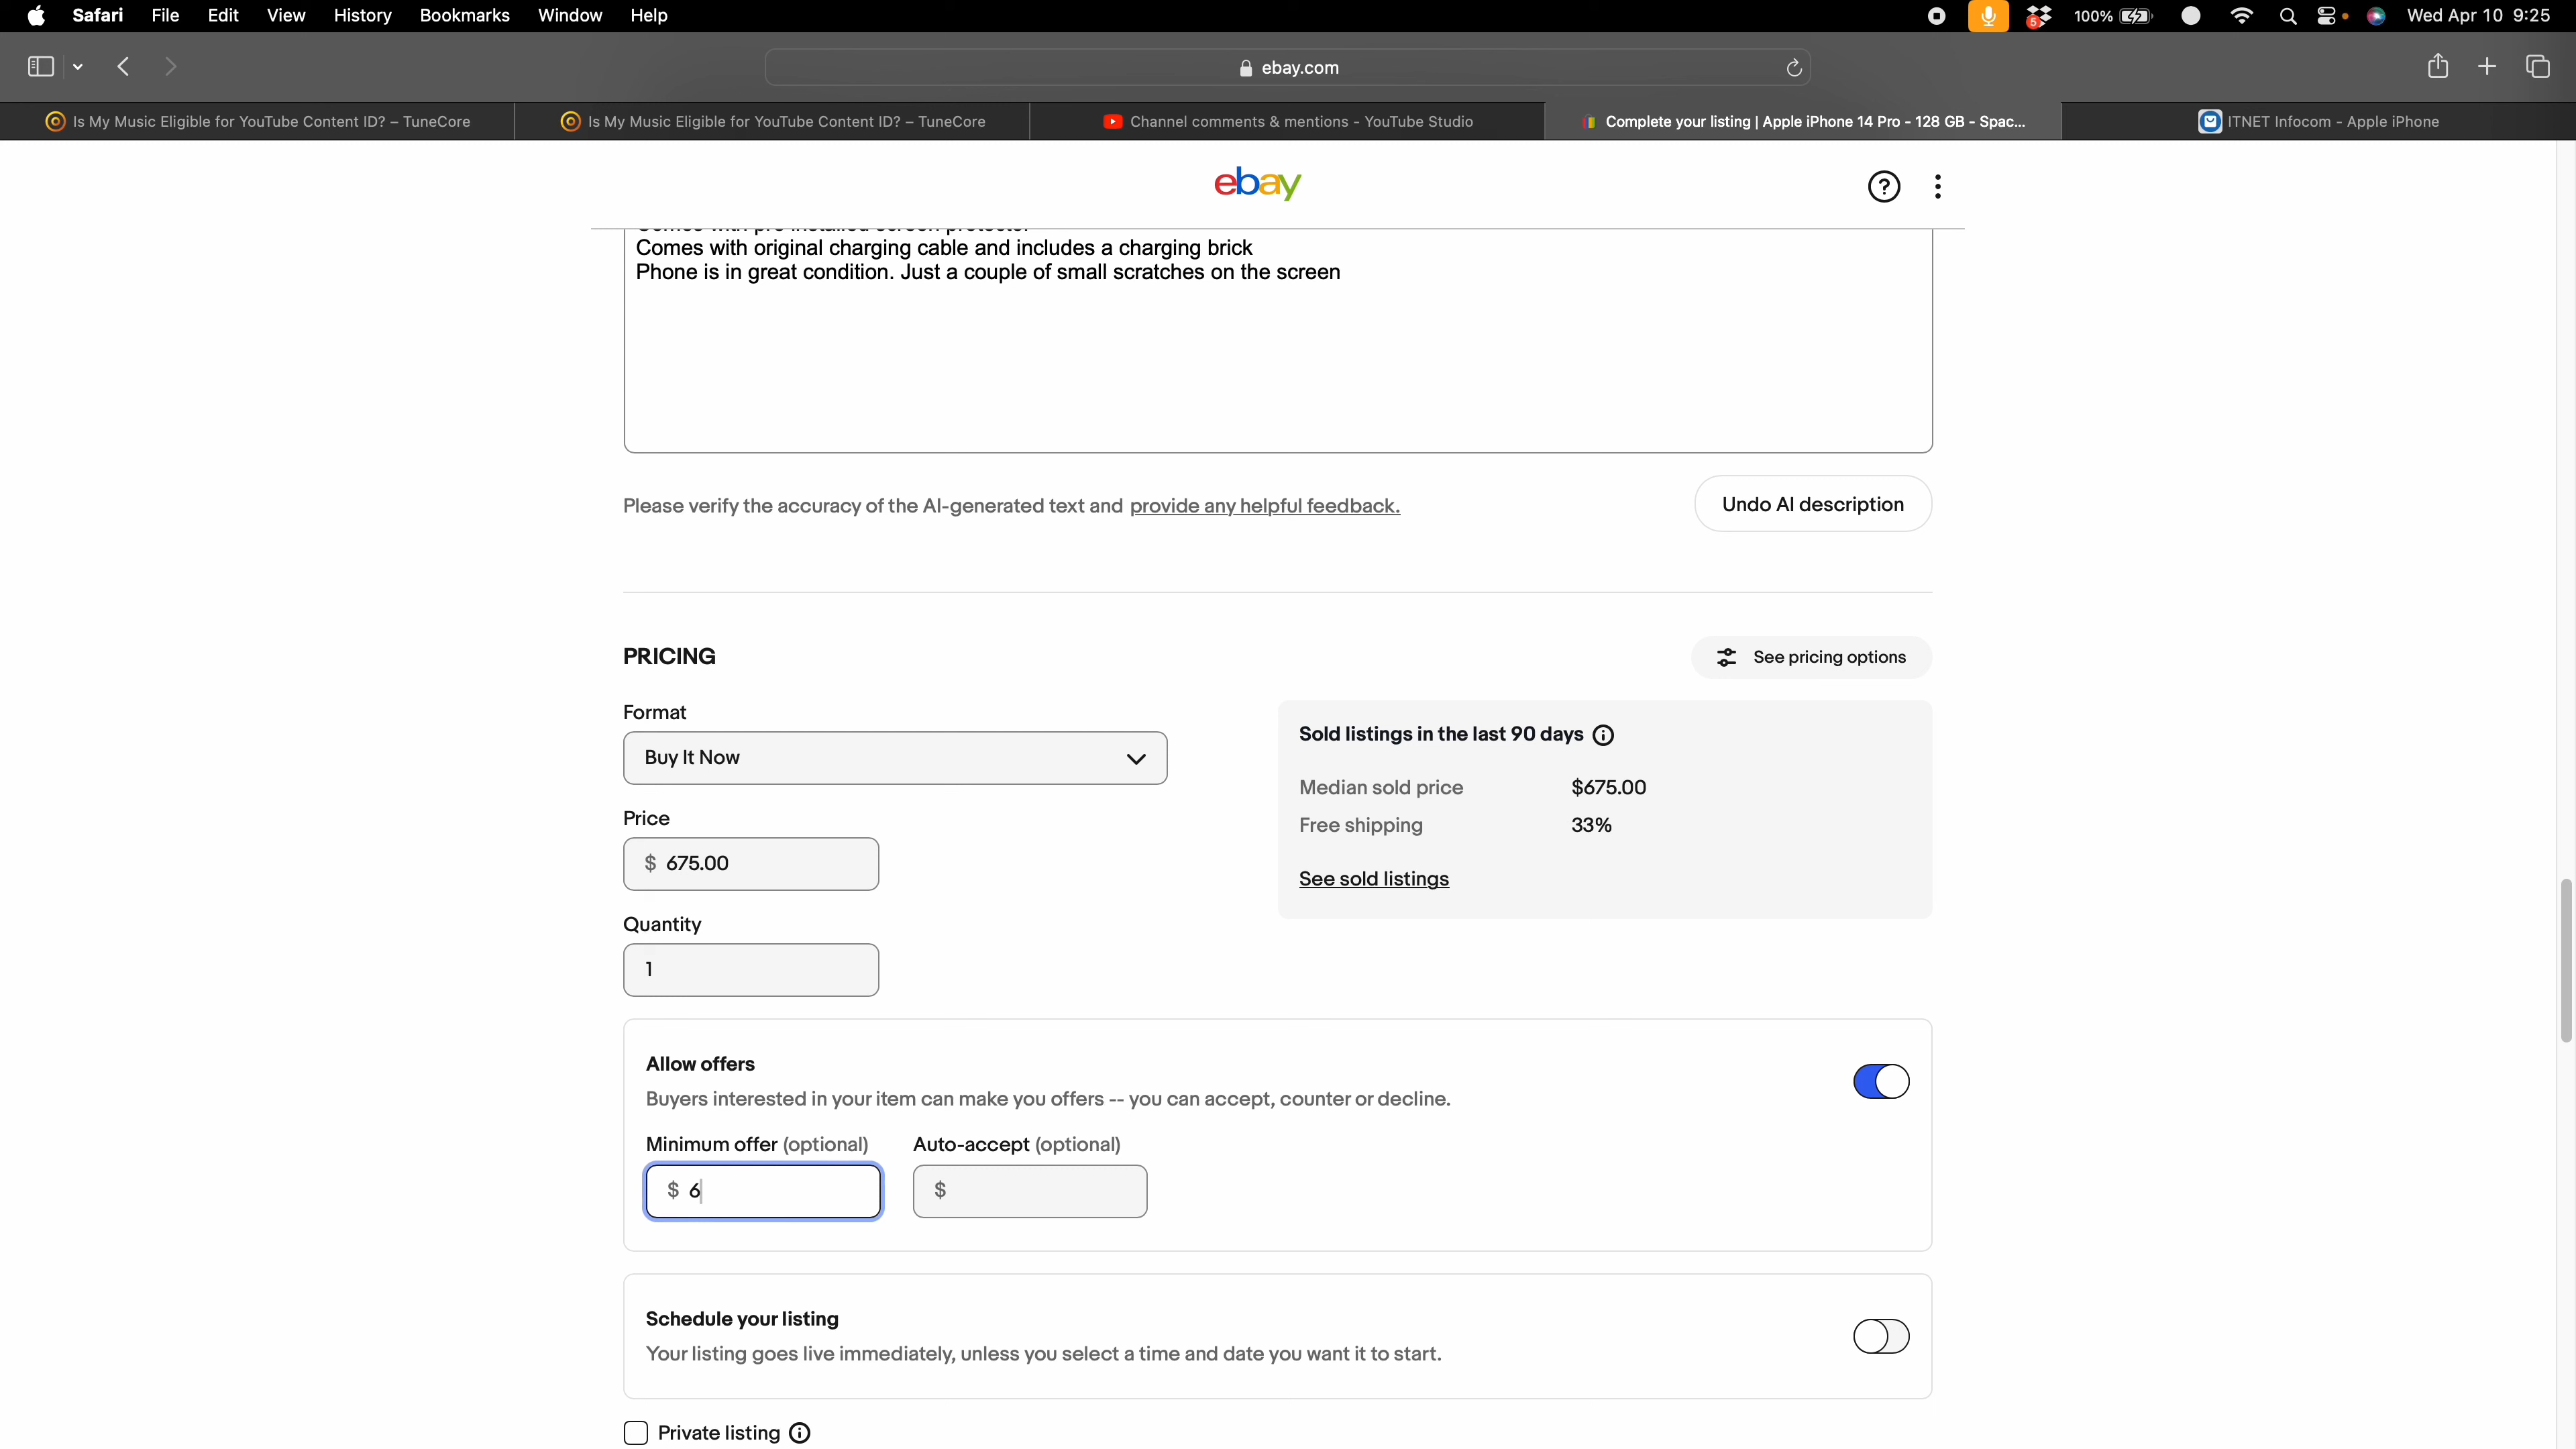 Safari File Edit View History Bookmarks Window Help 5 100% Wed Apr 10 9:25
ebay.com
Is My Music Eligible for YouTube Content ID? – TuneCore
Is My Music Eligible for YouTube Content ID? – TuneCore
Channel comments & mentions - YouTube Studio
Complete your listing | Apple iPhone 14 Pro - 128 GB - Spac...
ITNET Infocom - Apple iPhone
ebay
Comes with pre-installed screen protector
Comes with original charging cable and includes a charging brick
Phone is in great condition. Just a couple of small scratches on the screen
Please verify the accuracy of the AI-generated text and provide any helpful feedback.
Undo AI description
PRICING
See pricing options
Format
Buy It Now
Sold listings in the last 90 days
Median sold price $675.00
Free shipping 33%
See sold listings
Price
$ 675.00
Quantity
1
Allow offers
Buyers interested in your item can make you offers -- you can accept, counter or decline.
Minimum offer (optional) Auto-accept (optional)
$ 6 $
Schedule your listing
Your listing goes live immediately, unless you select a time and date you want it to start.
Private listing